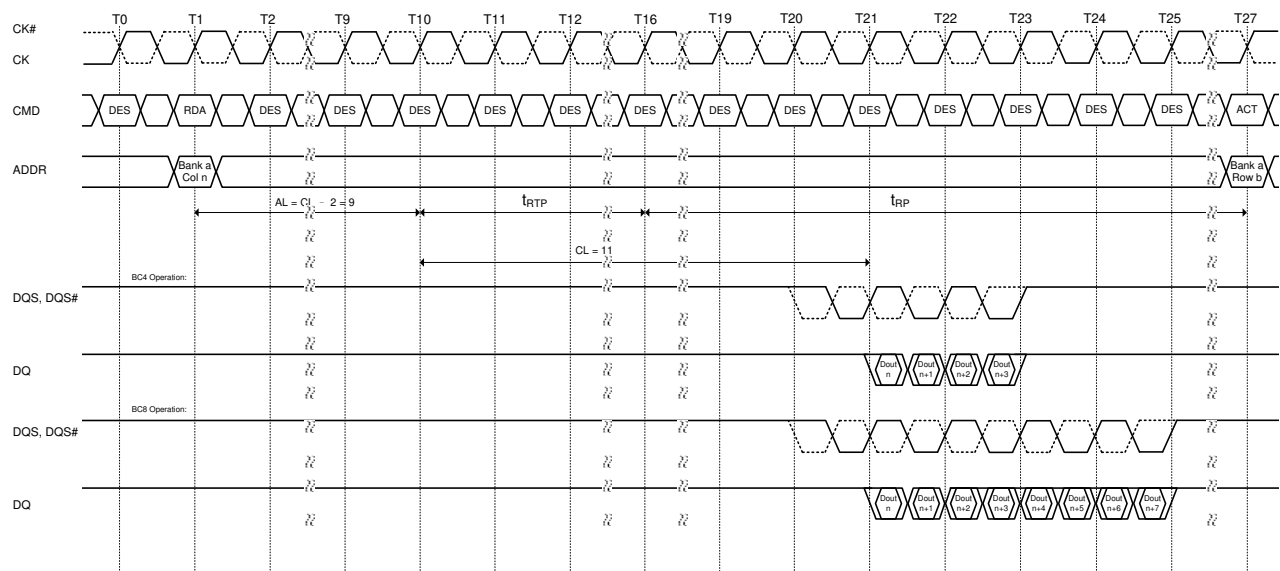 T0 T1 T2 T9 T10 T11 T12 T16 T19 T20 T21 T22 T23 T24 T25 T27
CK#
CK
CMD DES RDA DES DES DES DES DES DES DES DES DES DES DES DES DES ACT
ADDR
Bank a
Col n
Bank a
Row b
AL = CL - 2 = 9
tRTP
tRP
CL = 11
BC4 Operation:
DQS, DQS#
DQ
Dout n
Dout n+1
Dout n+2
Dout n+3
BC8 Operation:
DQS, DQS#
DQ
Dout n
Dout n+1
Dout n+2
Dout n+3
Dout n+4
Dout n+5
Dout n+6
Dout n+7